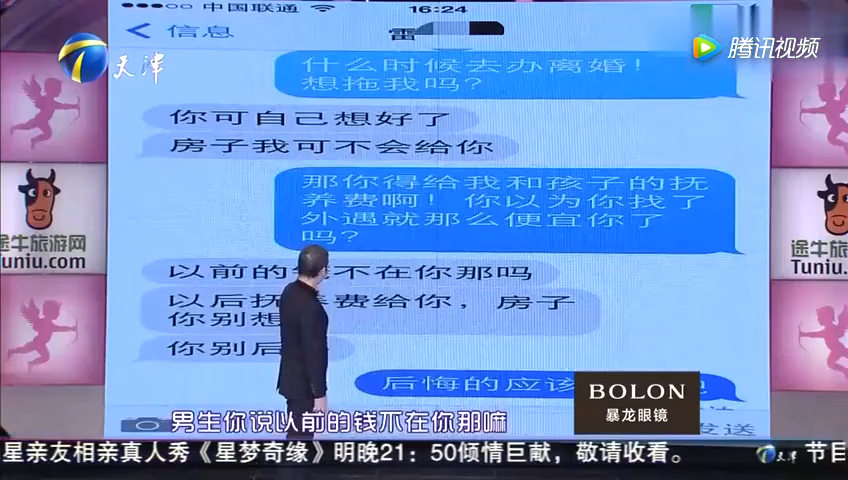 中国联通
16:24
信息
雷
腾讯视频
天津
什么时候去办离婚！
想拖我吗？
你可自己想好了
房子我可不会给你
那你得给我和孩子的抚
养费啊！你以为你找了
外遇就那么便宜你了
吗？
途牛旅游网
Tuniu.com
途牛旅
Tuniu.
以前的 不在你那吗
以后抚 费给你，房子
你别想
你别后
后悔的应该
BOLON
暴龙眼镜
发送
男生你说以前的钱不在你那嘛
星亲友相亲真人秀《星梦奇缘》明晚21：50倾情巨献，敬请收看。
天津
节目